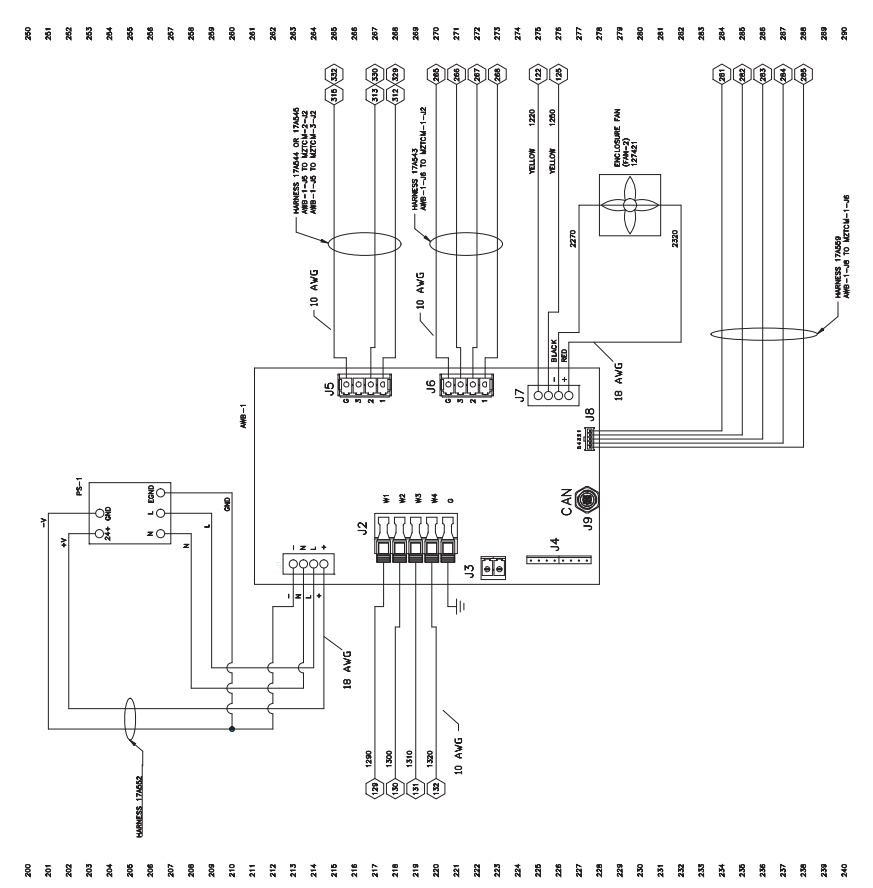 250 251 252 253 254 255 256 257 258 259 260 261 262 263 264 265 266 267 268 269 270 271 272 273 274 275 276 277 278 279 280 281 282 283 284 285 286 287 288 289 290
332
316
330
313
329
312
265
266
267
268
122
125
281
282
283
284
285
HARNESS 17A544 OR 17A545
AWB-1-J5 TO MZTCM-2-J2
AWB-1-J5 TO MZTCM-3-J2
HARNESS 17A543
AWB-1-J6 TO MZTCM-1-J2
YELLOW 1220
YELLOW 1250
ENCLOSURE FAN
(FAN-2)
127421
2270
2320
HARNESS 17A559
AWB-1-J8 TO MZTCM-1-J6
10 AWG
10 AWG
BLACK
RED
18 AWG
AWB-1
J5
G 3 2 1
J6
G 3 2 1
J7
- +
J8
PS-1
GND
24+
EGND
L
N
-V
+V
N
L
GND
J2
W1
W2
W3
W4
G
CAN
J9
J3
J4
- N L +
- N L +
18 AWG
HARNESS 17A552
1290
1300
1310
1320
129
130
131
132
10 AWG
200 201 202 203 204 205 206 207 208 209 210 211 212 213 214 215 216 217 218 219 220 221 222 223 224 225 226 227 228 229 230 231 232 233 234 235 236 237 238 239 240